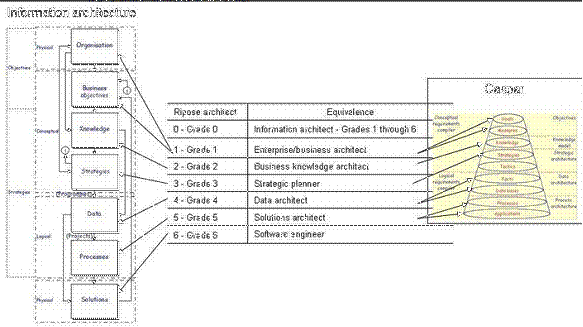 Information architecture
Physical
Organisation
Objectives
Business
objectives
Conceptual
Knowledge
Strategies
Strategies
(Programmes)
Data
Logical
(Projects)
Processes
Physical
Solutions
Ripose architect
Equivalence
0 - Grade 0
Information architect - Grades 1 through 6
1 - Grade 1
Enterprise/business architect
2 - Grade 2
Business knowledge architect
3 - Grade 3
Strategic planner
4 - Grade 4
Data architect
5 - Grade 5
Solutions architect
6 - Grade 6
Software engineer
Caspar
Conceptual
requirements
compiler
Goals
Objectives
Knowledge
Knowledge
model
Strategies
Strategic
architecture
Tactics
Logical
requirements
compiler
Data
architecture
Processes
Process
architecture
Applications